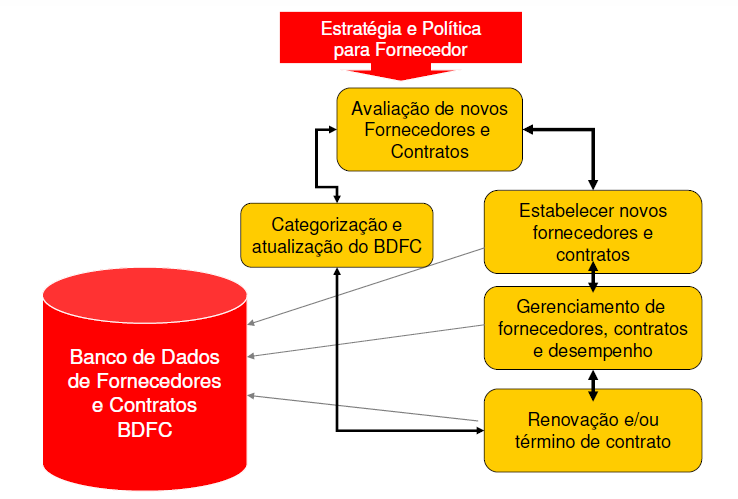 Estratégia e Política
para Fornecedor
Avaliação de novos
Fornecedores e
Contratos
Categorização e
atualização do BDFC
Estabelecer novos
fornecedores e
contratos
Gerenciamento de
fornecedores, contratos
e desempenho
Renovação e/ou
término de contrato
Banco de Dados
de Fornecedores
e Contratos
BDFC